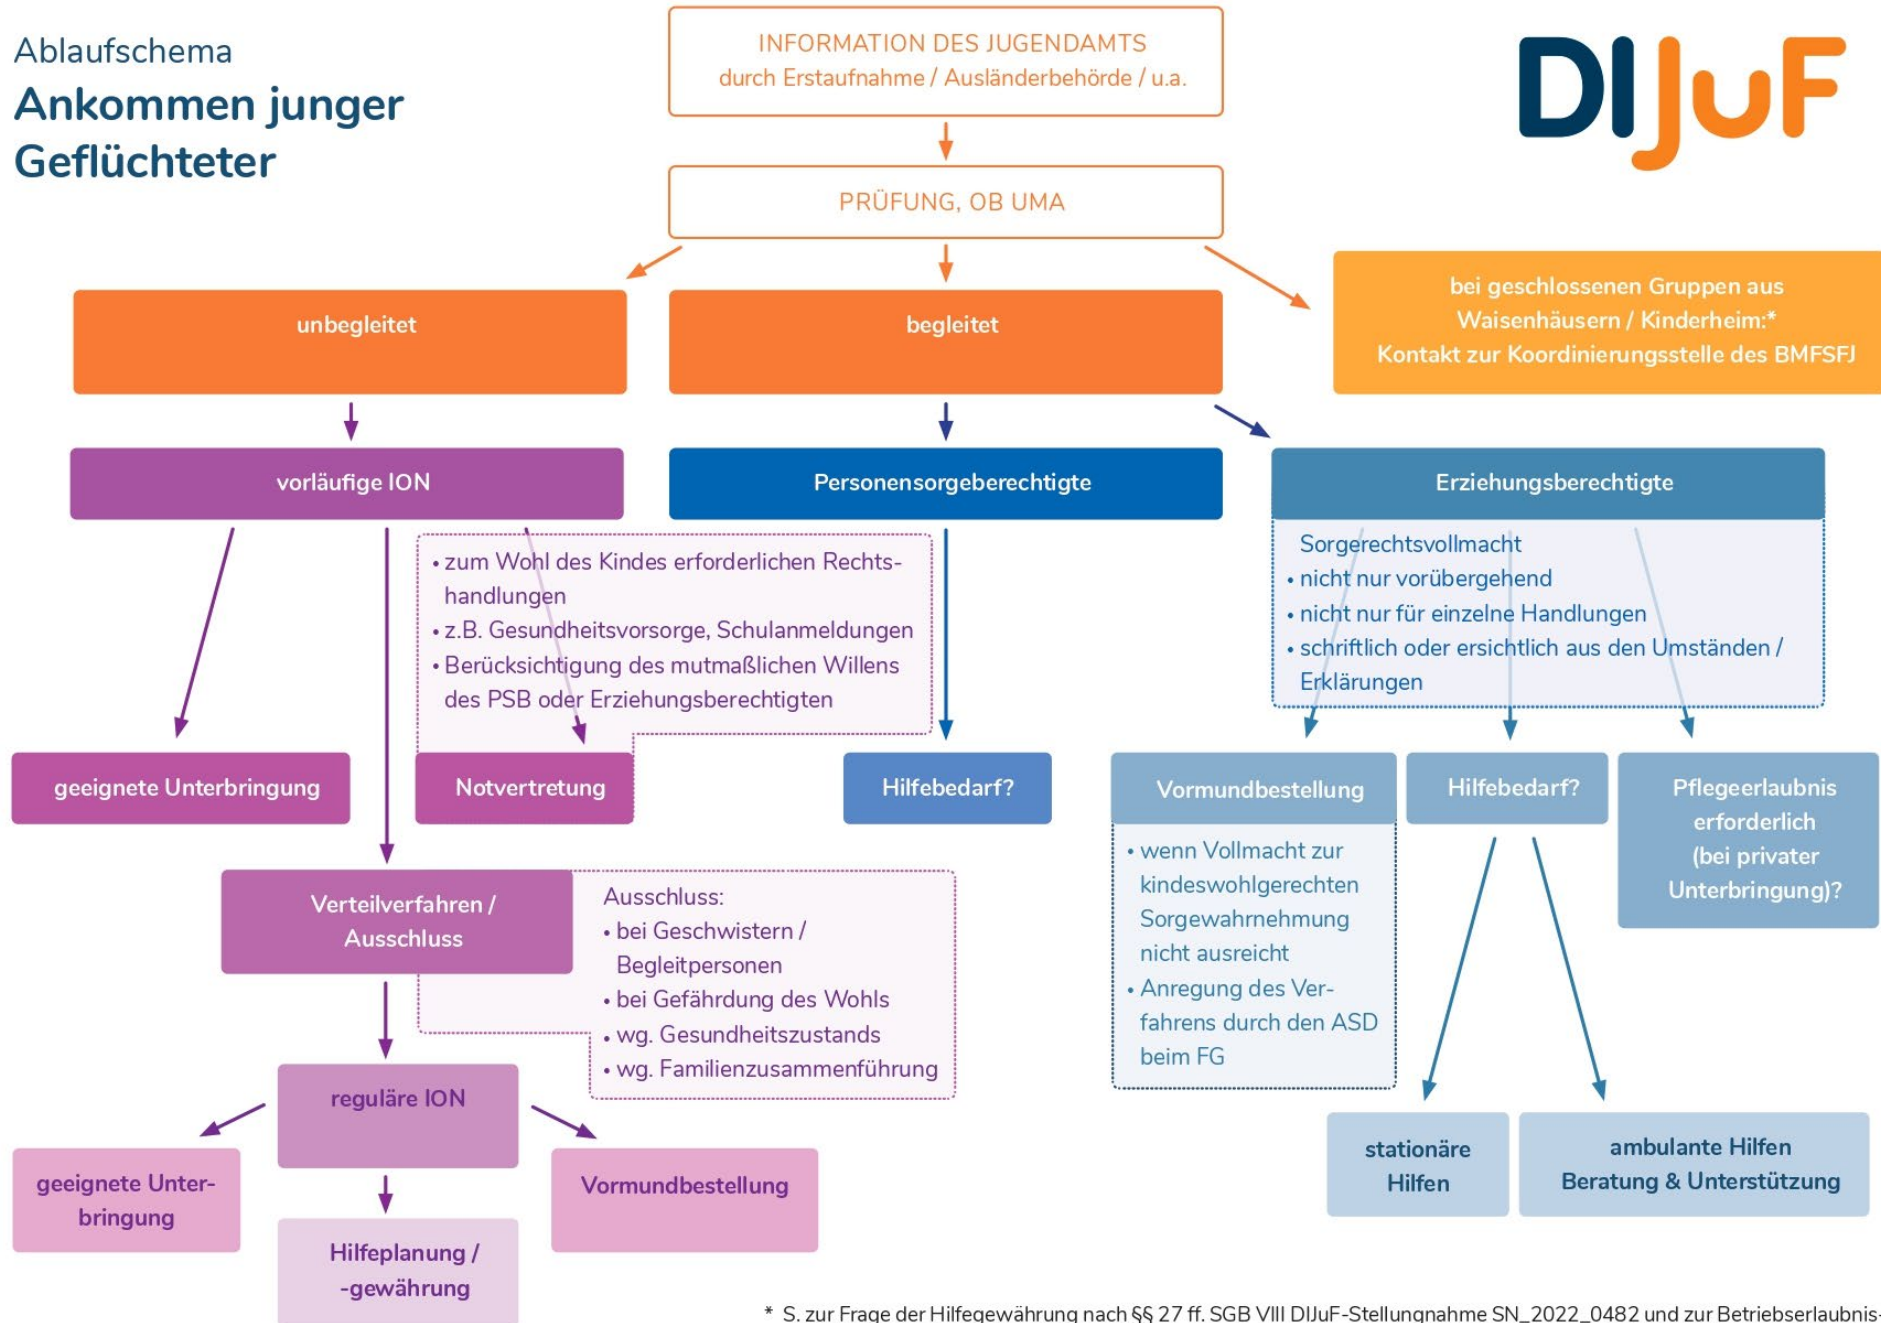 Ablaufschema
Ankommen junger
Geflüchteter
INFORMATION DES JUGENDAMTS
durch Erstaufnahme / Ausländerbehörde / u.a.
DIJuF
PRÜFUNG, OB UMA
unbegleitet
begleitet
bei geschlossenen Gruppen aus
Waisenhäusern / Kinderheim:*
Kontakt zur Koordinierungsstelle des BMFSFJ
vorläufige ION
Personensorgeberechtigte
Erziehungsberechtigte
• zum Wohl des Kindes erforderlichen Rechts-
handlungen
• z.B. Gesundheitsvorsorge, Schulanmeldungen
• Berücksichtigung des mutmaßlichen Willens
des PSB oder Erziehungsberechtigten
Sorgerechtsvollmacht
• nicht nur vorübergehend
• nicht nur für einzelne Handlungen
• schriftlich oder ersichtlich aus den Umständen /
Erklärungen
geeignete Unterbringung
Notvertretung
Hilfebedarf?
Vormundbestellung
• wenn Vollmacht zur
kindeswohlgerechten
Sorgewahrnehmung
nicht ausreicht
• Anregung des Ver-
fahrens durch den ASD
beim FG
Hilfebedarf?
Pflegeerlaubnis
erforderlich
(bei privater
Unterbringung)?
Verteilverfahren /
Ausschluss
Ausschluss:
• bei Geschwistern /
Begleitpersonen
• bei Gefährdung des Wohls
• wg. Gesundheitszustands
• wg. Familienzusammenführung
reguläre ION
geeignete Unter-
bringung
Vormundbestellung
Hilfeplanung /
-gewährung
stationäre
Hilfen
ambulante Hilfen
Beratung & Unterstützung
* S. zur Frage der Hilfegewährung nach §§ 27 ff. SGB VIII DIJuF-Stellungnahme SN_2022_0482 und zur Betriebserlaubnis-